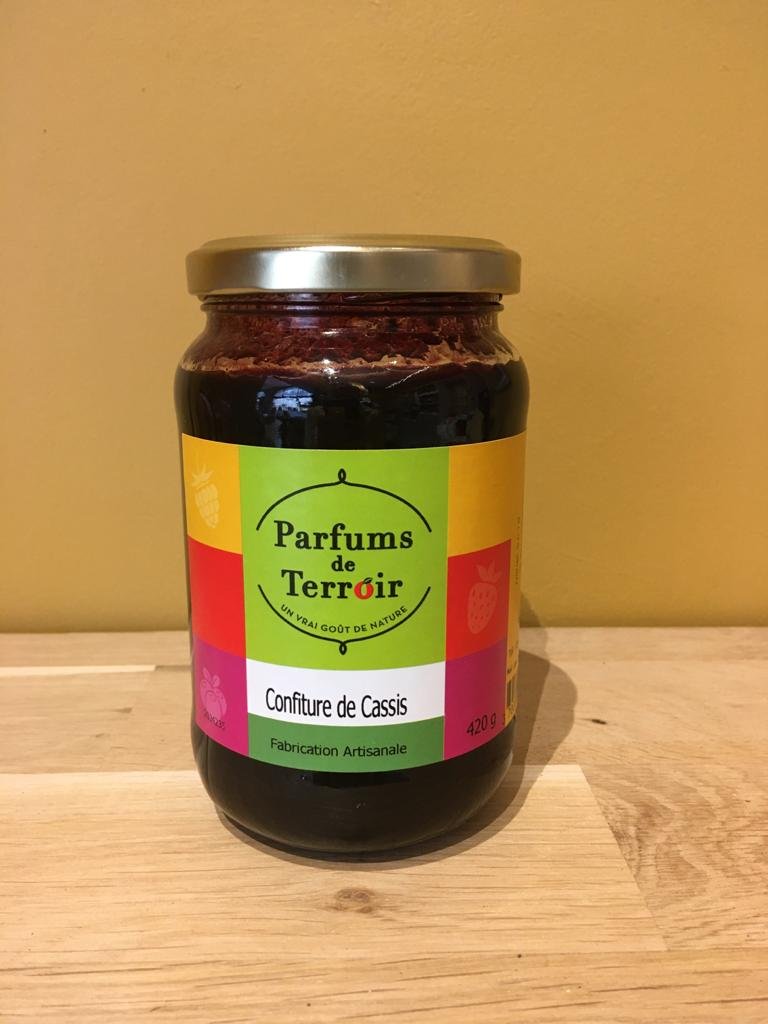 Parfums
de
Terroir
UN VRAI GOÛT DE NATURE
Confiture de Cassis
420 g
Fabrication Artisanale